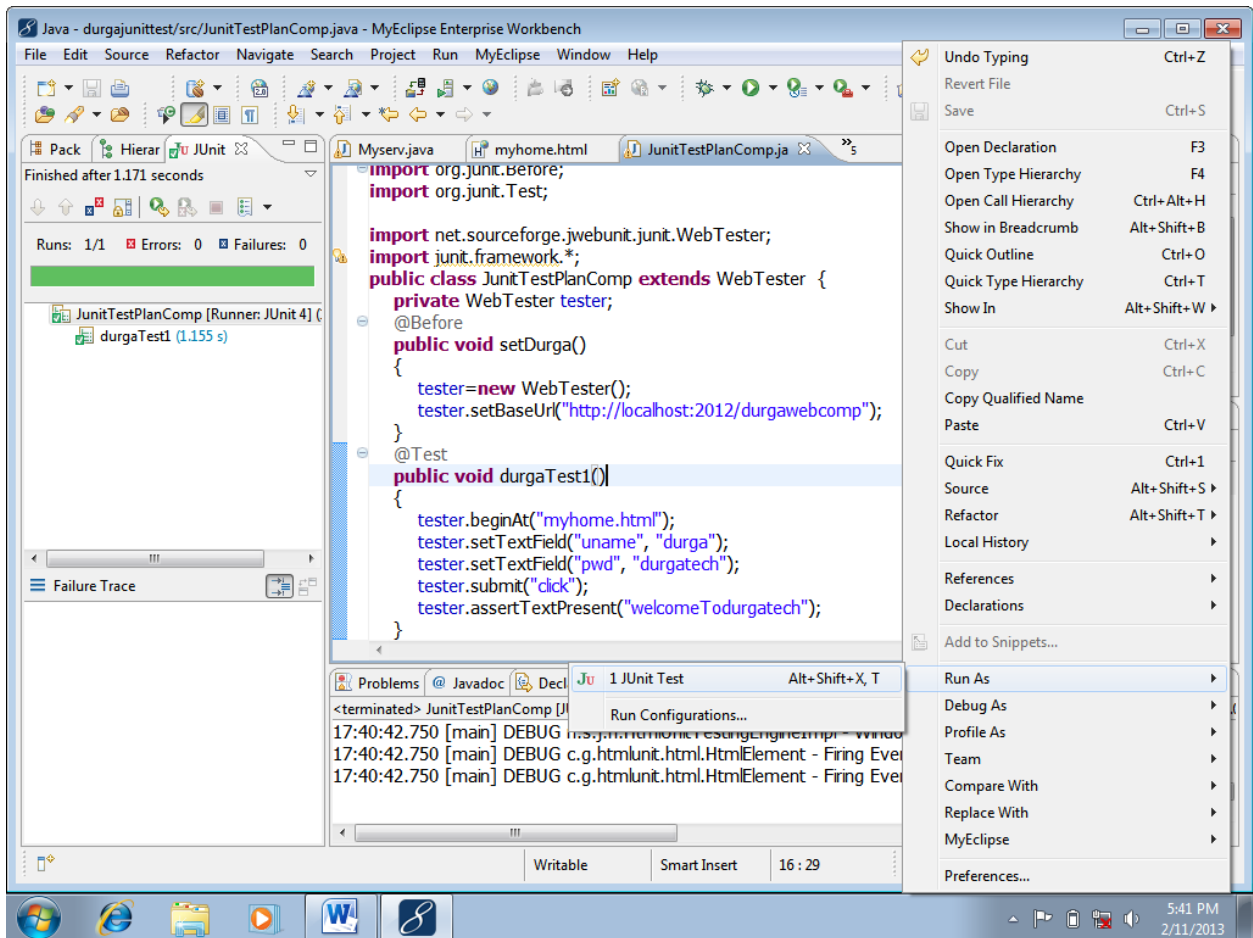 Java - durgajunittest/src/JunitTestPlanComp.java - MyEclipse Enterprise Workbench
File Edit Source Refactor Navigate Search Project Run MyEclipse Window Help
Pack Hierar JUnit
Finished after 1.171 seconds
Runs: 1/1 Errors: 0 Failures: 0
JunitTestPlanComp [Runner: JUnit 4] (
durgaTest1 (1.155 s)
Failure Trace
Myserv.java myhome.html JunitTestPlanComp.ja »5
import org.junit.Before;
import org.junit.Test;
import net.sourceforge.jwebunit.junit.WebTester;
import junit.framework.*;
public class JunitTestPlanComp extends WebTester {
private WebTester tester;
@Before
public void setDurga()
{
tester=new WebTester();
tester.setBaseUrl("http://localhost:2012/durgawebcomp");
}
@Test
public void durgaTest1()
{
tester.beginAt("myhome.html");
tester.setTextField("uname", "durga");
tester.setTextField("pwd", "durgatech");
tester.submit("click");
tester.assertTextPresent("welcomeTodurgatech");
}
Problems @ Javadoc Decl
<terminated> JunitTestPlanComp [J
17:40:42.750 [main] DEBUG n.s.j.h.HtmlUnitTestingEngineImpl - Windo
17:40:42.750 [main] DEBUG c.g.htmlunit.html.HtmlElement - Firing Ever
17:40:42.750 [main] DEBUG c.g.htmlunit.html.HtmlElement - Firing Ever
Ju 1 JUnit Test Alt+Shift+X, T
Run Configurations...
Writable Smart Insert 16 : 29
Undo Typing Ctrl+Z
Revert File
Save Ctrl+S
Open Declaration F3
Open Type Hierarchy F4
Open Call Hierarchy Ctrl+Alt+H
Show in Breadcrumb Alt+Shift+B
Quick Outline Ctrl+O
Quick Type Hierarchy Ctrl+T
Show In Alt+Shift+W
Cut Ctrl+X
Copy Ctrl+C
Copy Qualified Name
Paste Ctrl+V
Quick Fix Ctrl+1
Source Alt+Shift+S
Refactor Alt+Shift+T
Local History
References
Declarations
Add to Snippets...
Run As
Debug As
Profile As
Team
Compare With
Replace With
MyEclipse
Preferences...
5:41 PM
2/11/2013